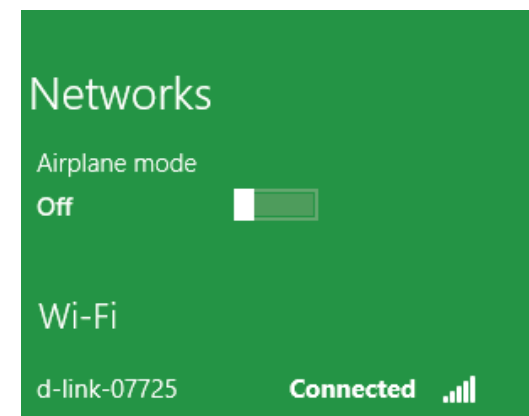 Networks
Airplane mode
Off
Wi-Fi
d-link-07725 Connected